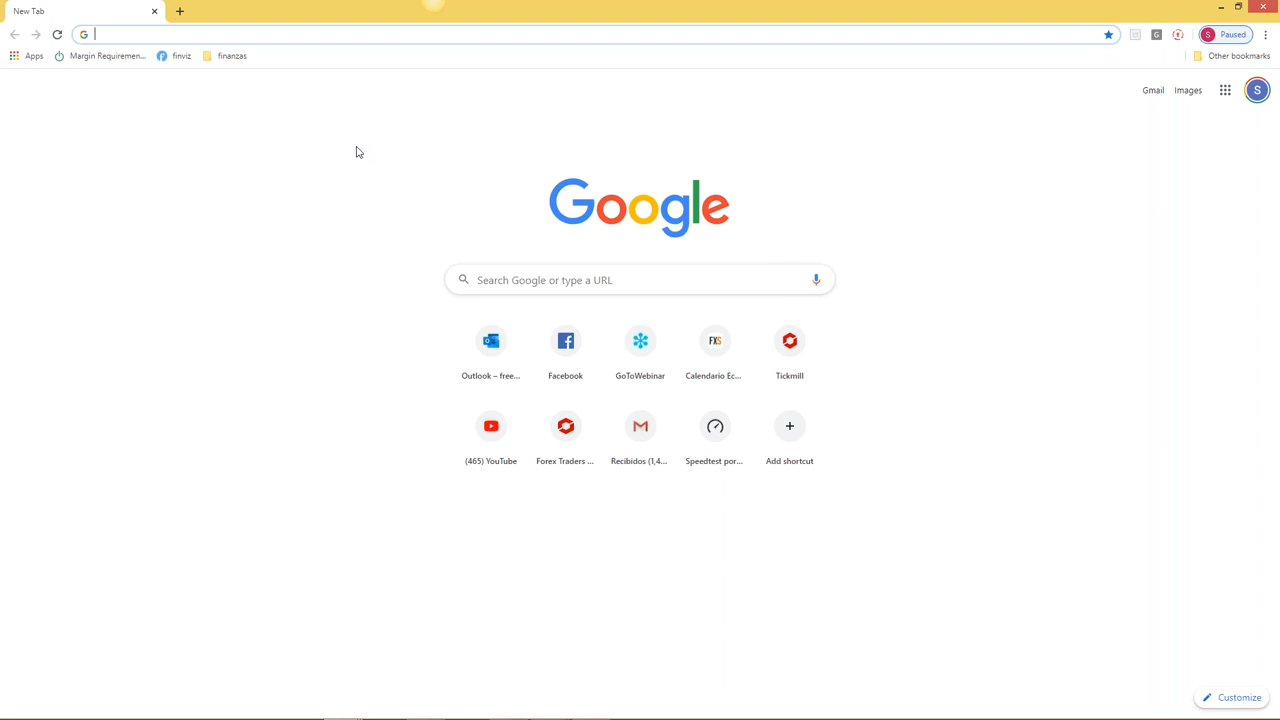 New Tab
Paused
Apps
Margin Requiremen...
finviz
finanzas
Other bookmarks
Gmail
Images
S
Google
Search Google or type a URL
FXS
Outlook – free...
Facebook
GoToWebinar
Calendario Ec...
Tickmill
(465) YouTube
Forex Traders ...
Recibidos (1,4...
Speedtest por...
Add shortcut
Customize